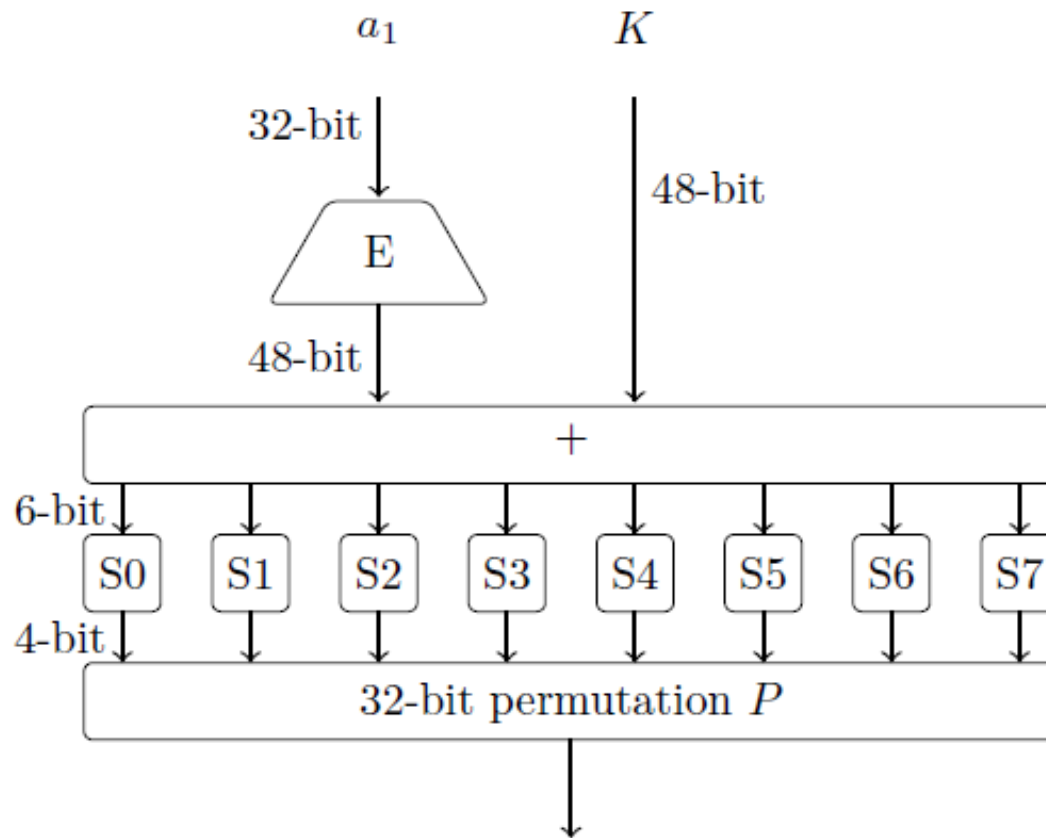 a₁ K
32-bit
48-bit
E
48-bit
+
6-bit
S0 S1 S2 S3 S4 S5 S6 S7
4-bit
32-bit permutation P